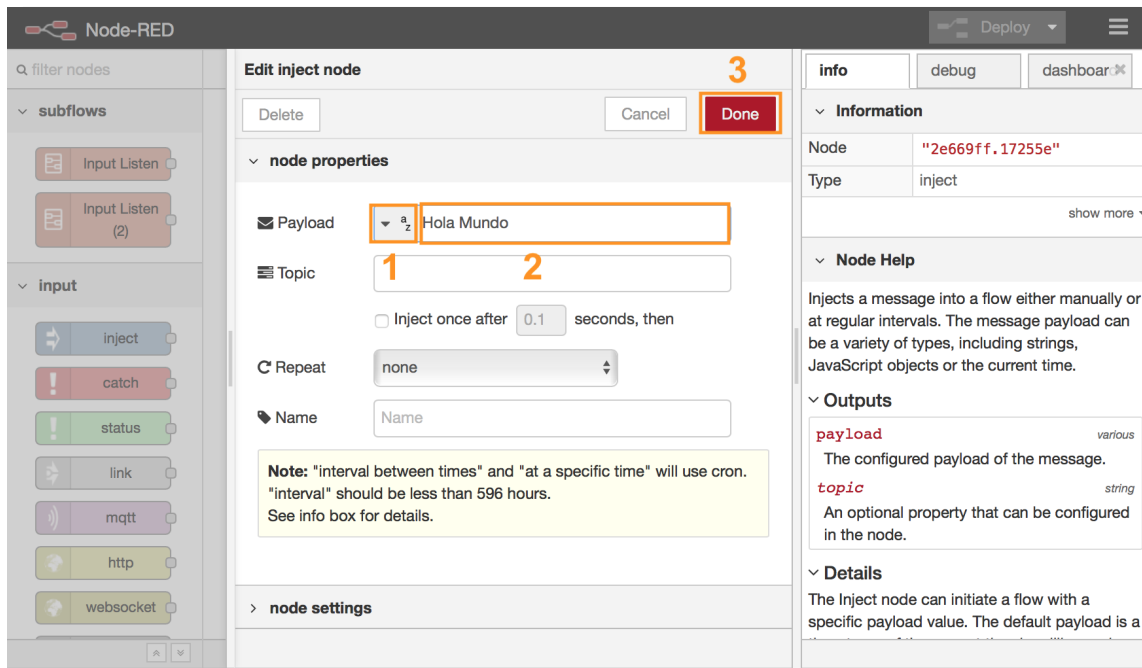 Node-RED
Deploy
filter nodes
subflows
Input Listen
Input Listen
(2)
input
inject
catch
status
link
mqtt
http
websocket
Edit inject node
3
Delete
Cancel
Done
node properties
Payload
a
z
Hola Mundo
1
2
Topic
Inject once after 0.1 seconds, then
Repeat
none
Name
Name
Note: "interval between times" and "at a specific time" will use cron.
"interval" should be less than 596 hours.
See info box for details.
node settings
info
debug
dashboar
Information
Node
"2e669ff.17255e"
Type
inject
show more
Node Help
Injects a message into a flow either manually or
at regular intervals. The message payload can
be a variety of types, including strings,
JavaScript objects or the current time.
Outputs
payload
various
The configured payload of the message.
topic
string
An optional property that can be configured
in the node.
Details
The Inject node can initiate a flow with a
specific payload value. The default payload is a